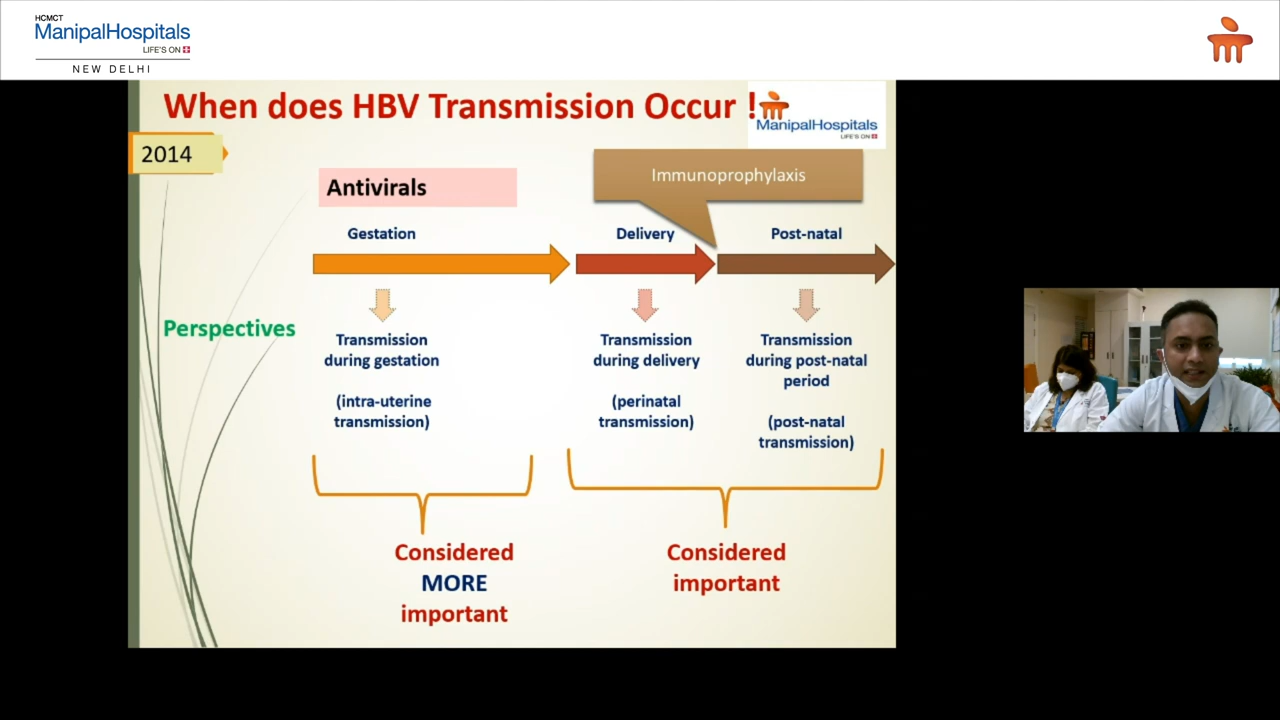 HCMCT
ManipalHospitals
LIFE'S ON
NEW DELHI
When does HBV Transmission Occur !
ManipalHospitals
LIFE'S ON
2014
Antivirals
Immunoprophylaxis
Gestation
Delivery
Post-natal
Perspectives
Transmission
during gestation
(intra-uterine
transmission)
Transmission
during delivery
(perinatal
transmission)
Transmission
during post-natal
period
(post-natal
transmission)
Considered
MORE
important
Considered
important